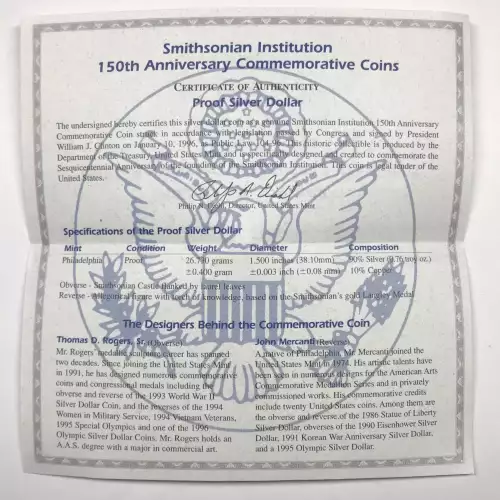 Smithsonian Institution
150th Anniversary Commemorative Coins
CERTIFICATE OF AUTHENTICITY
Proof Silver Dollar
The undersigned hereby certifies this silver dollar coin as a genuine Smithsonian Institution 150th Anniversary
Commemorative Coin struck in accordance with legislation passed by Congress and signed by President
William J. Clinton on January 10, 1996, as Public Law 104-96. This historic collectible is produced by the
Department of the Treasury, United States Mint and is specifically designed and created to commemorate the
Sesquicentennial Anniversary of the founding of the Smithsonian Institution. This coin is legal tender of the
United States.
Philip N. Diehl, Director, United States Mint
Specifications of the Proof Silver Dollar
Mint Condition Weight Diameter Composition
Philadelphia Proof 26.730 grams 1.500 inches (38.10mm) 90% Silver (0.76 troy oz.)
±0.400 gram ±0.003 inch (±0.08 mm) 10% Copper
Obverse - Smithsonian Castle flanked by laurel leaves
Reverse - Allegorical figure with torch of knowledge, based on the Smithsonian's gold Langley Medal
The Designers Behind the Commemorative Coin
Thomas D. Rogers, Sr. (Obverse)
Mr. Rogers' medallic sculpting career has spanned
two decades. Since joining the United States Mint
in 1991, he has designed numerous commemorative
coins and congressional medals including the
obverse and reverse of the 1993 World War II
Silver Dollar Coin, and the reverses of the 1994
Women in Military Service, 1994 Vietnam Veterans,
1995 Special Olympics and one of the 1996
Olympic Silver Dollar Coins. Mr. Rogers holds an
A.A.S. degree with a major in commercial art.
John Mercanti (Reverse)
A native of Philadelphia, Mr. Mercanti joined the
United States Mint in 1974. His artistic talents have
been seen in numerous designs for the American Arts
Commemorative Medallion Series and in privately
commissioned works. His commemorative credits
include twenty United States coins. Among them are
the obverse and reverse of the 1986 Statue of Liberty
Silver Dollar, obverses of the 1990 Eisenhower Silver
Dollar, 1991 Korean War Anniversary Silver Dollar,
and a 1995 Olympic Silver Dollar.